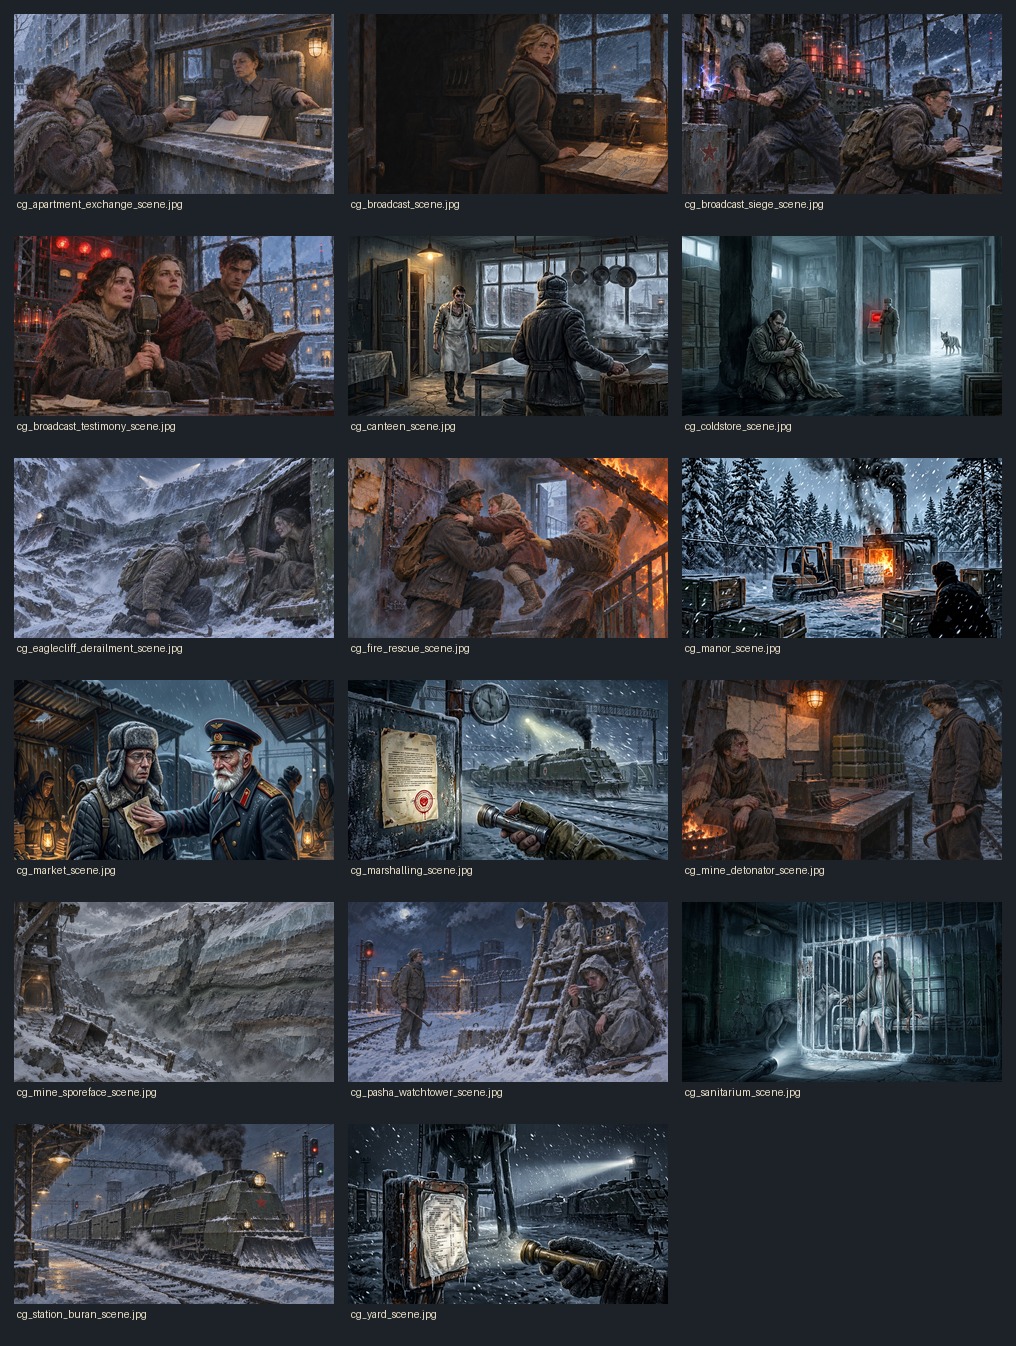 cg_apartment_exchange_scene.jpg
cg_broadcast_scene.jpg
cg_broadcast_siege_scene.jpg
cg_broadcast_testimony_scene.jpg
cg_canteen_scene.jpg
cg_coldstore_scene.jpg
cg_eaglecliff_derailment_scene.jpg
cg_fire_rescue_scene.jpg
cg_manor_scene.jpg
cg_market_scene.jpg
cg_marshalling_scene.jpg
cg_mine_detonator_scene.jpg
cg_mine_sporeface_scene.jpg
cg_pasha_watchtower_scene.jpg
cg_sanitarium_scene.jpg
cg_station_buran_scene.jpg
cg_yard_scene.jpg